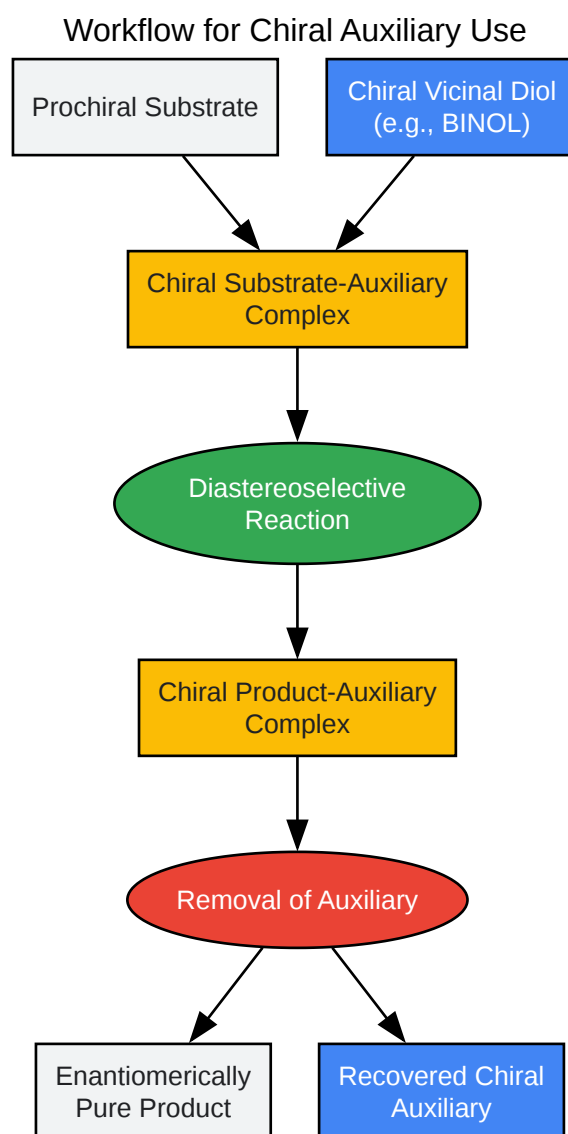 Workflow for Chiral Auxiliary Use
Prochiral Substrate
Chiral Vicinal Diol
(e.g., BINOL)
Chiral Substrate-Auxiliary
Complex
Diastereoselective
Reaction
Chiral Product-Auxiliary
Complex
Removal of Auxiliary
Enantiomerically
Pure Product
Recovered Chiral
Auxiliary